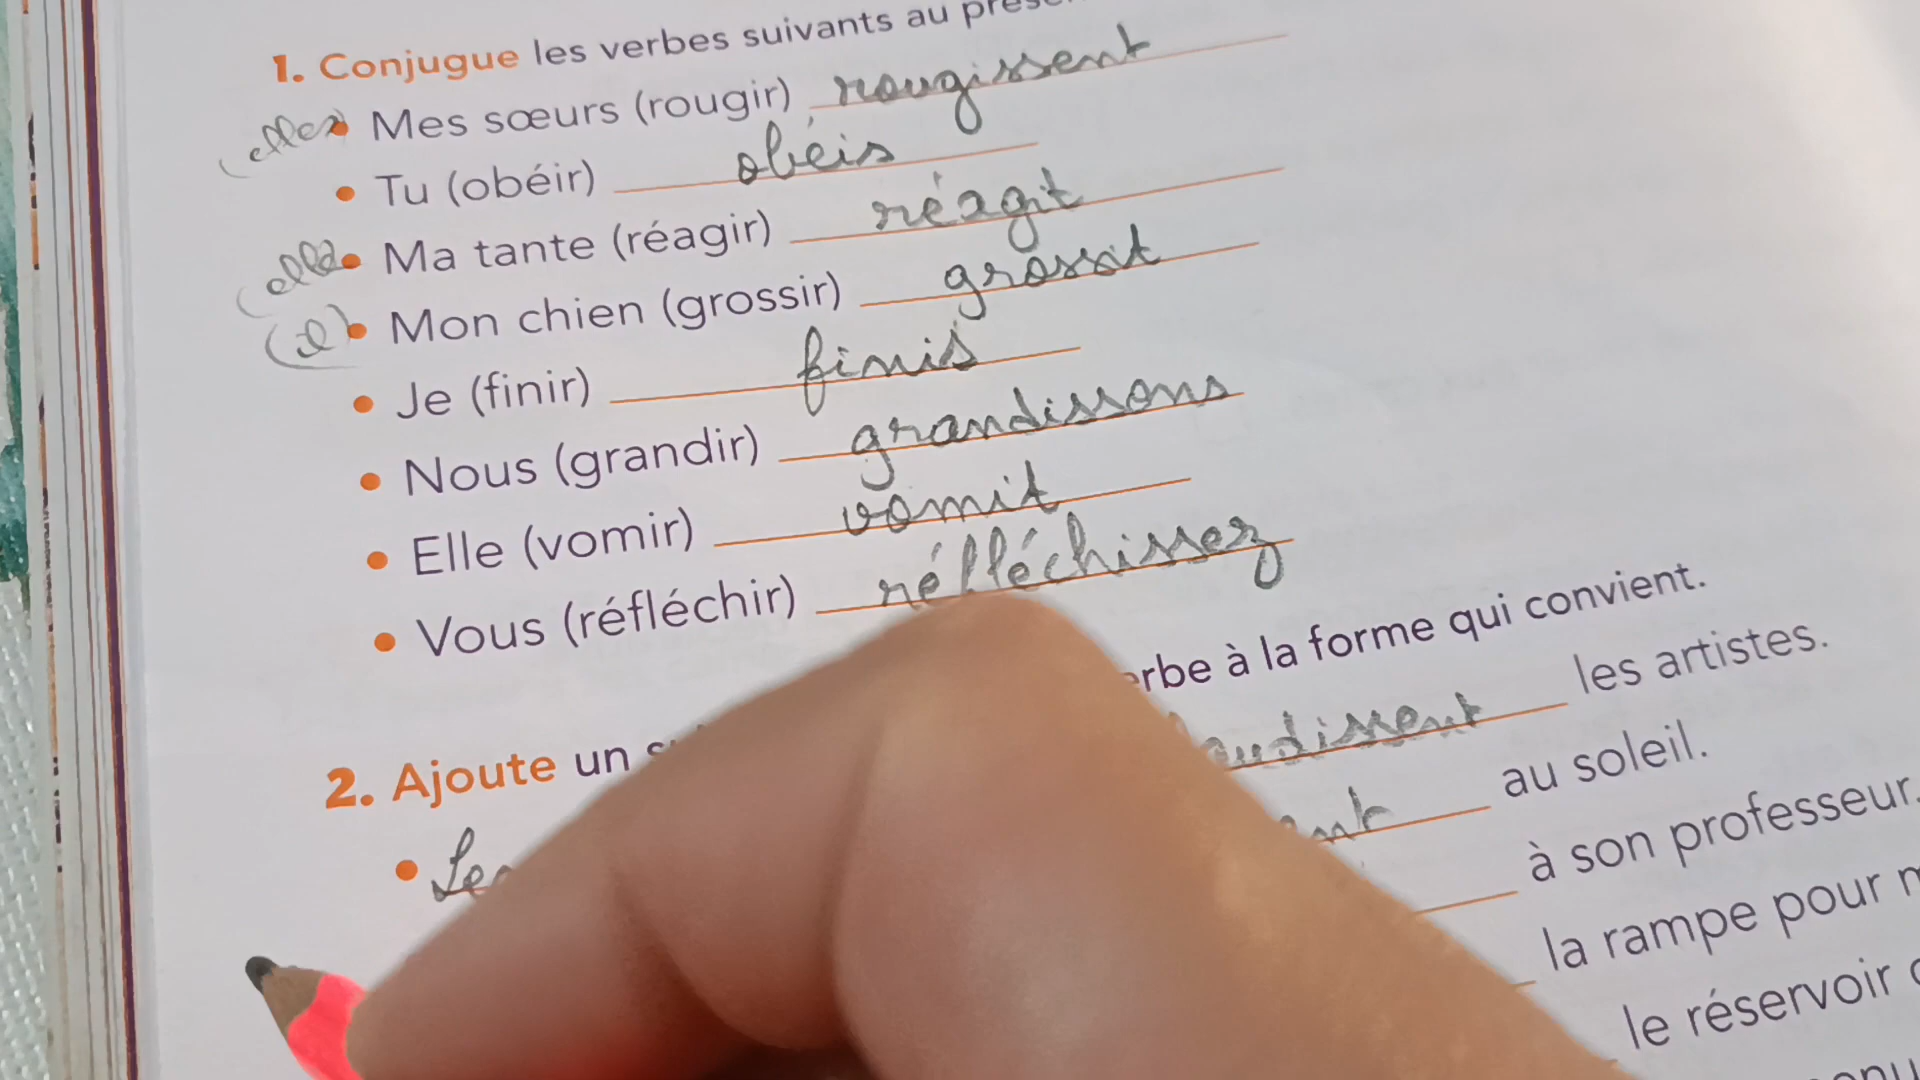 1. Conjugue les verbes suivants au
(elles) • Mes sœurs (rougir) rougissent
• Tu (obéir) obéis
(elle • Ma tante (réagir) réagit
(il) • Mon chien (grossir) grossit
• Je (finir) finis
• Nous (grandir) grandissons
• Elle (vomir) vomit
• Vous (réfléchir) réfléchissez
2. Ajoute un à la forme qui convient.
• les artistes.
au soleil.
à son professeur.
la rampe pour
le réservoir